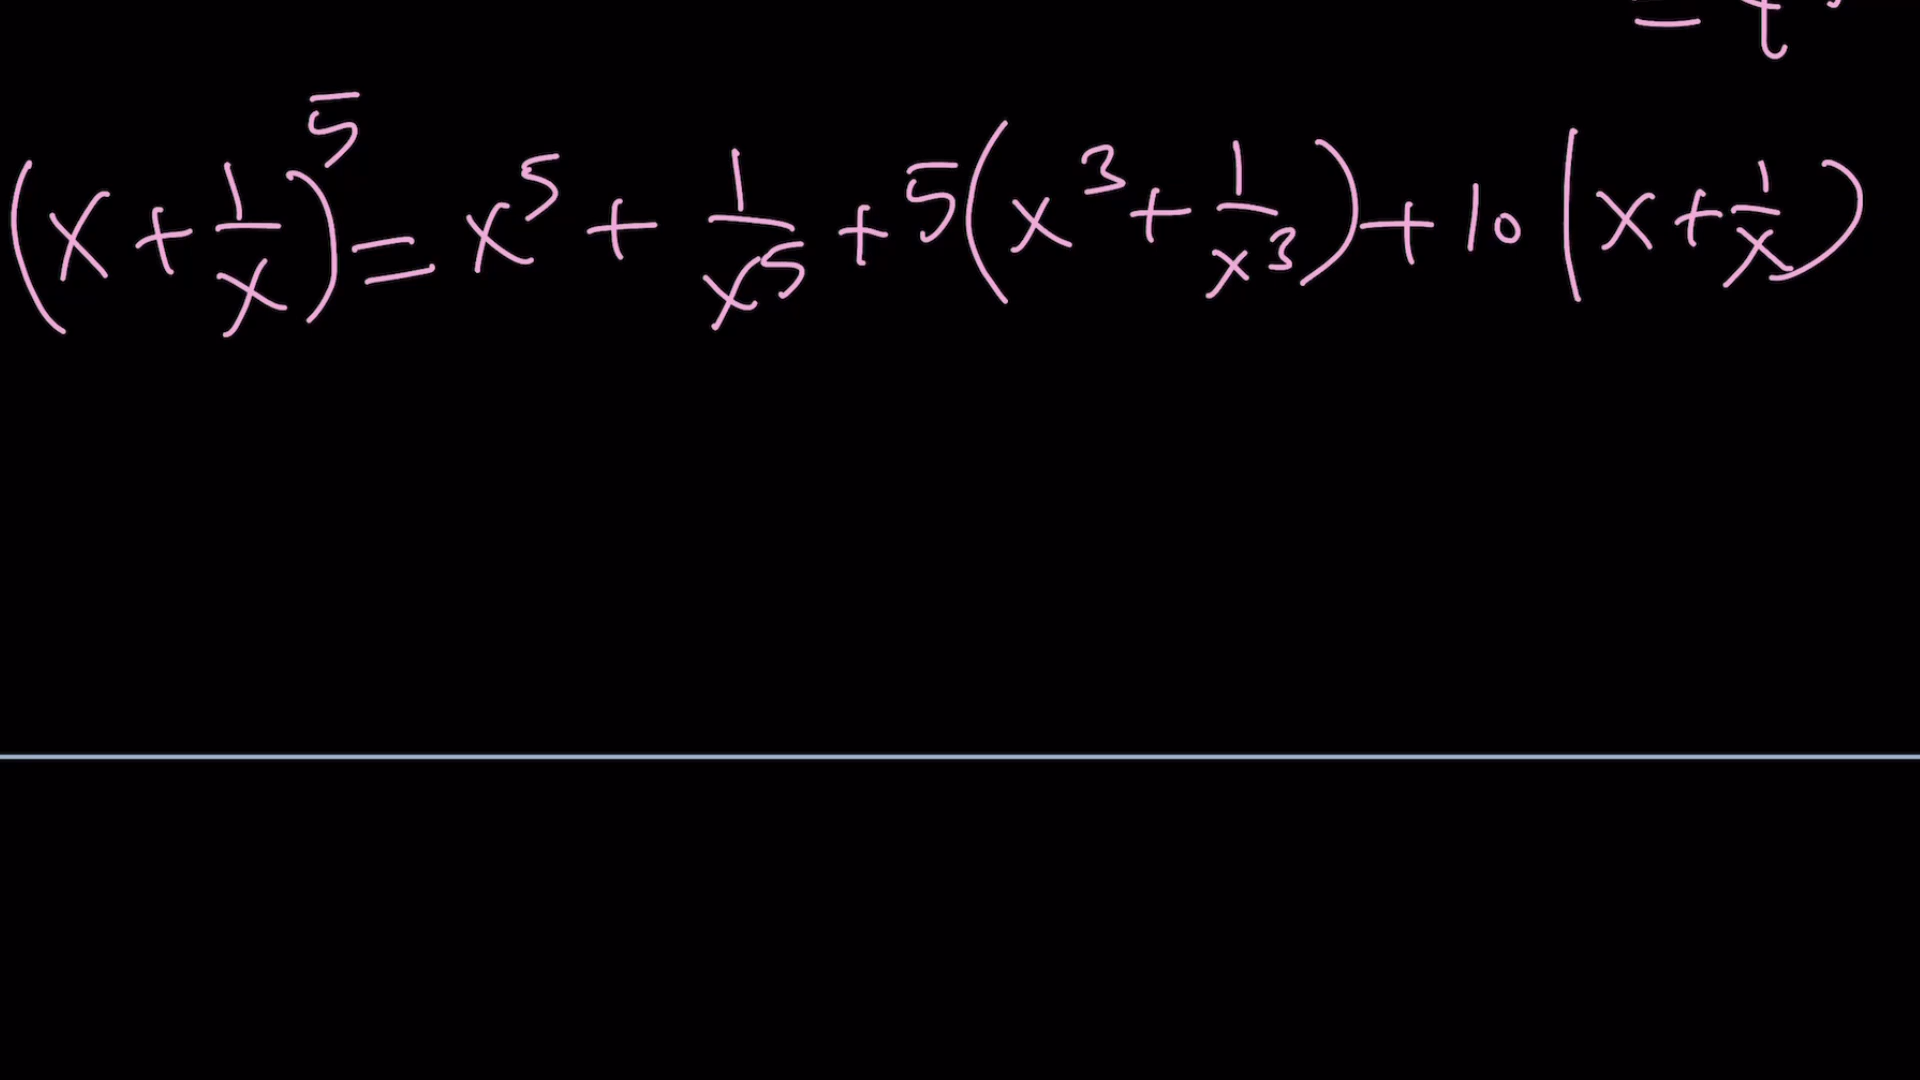 (x + 1/x)^5 = x^5 + 1/x^5 + 5(x^3 + 1/x^3) + 10(x + 1/x)